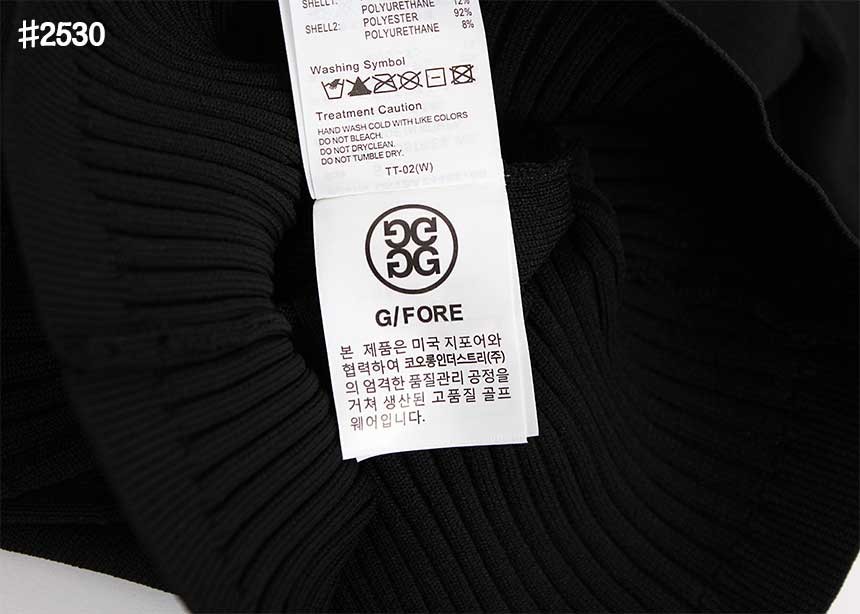 #2530
SHELL1:
POLYURETHANE 12%
SHELL2: POLYESTER 92%
POLYURETHANE 8%
Washing Symbol
Treatment Caution
HAND WASH COLD WITH LIKE COLORS
DO NOT BLEACH.
DO NOT DRYCLEAN.
DO NOT TUMBLE DRY.
TT-02(W)
G/FORE
본 제품은 미국 지포어와
협력하여 코오롱인더스트리(주)
의 엄격한 품질관리 공정을
거쳐 생산된 고품질 골프
웨어입니다.